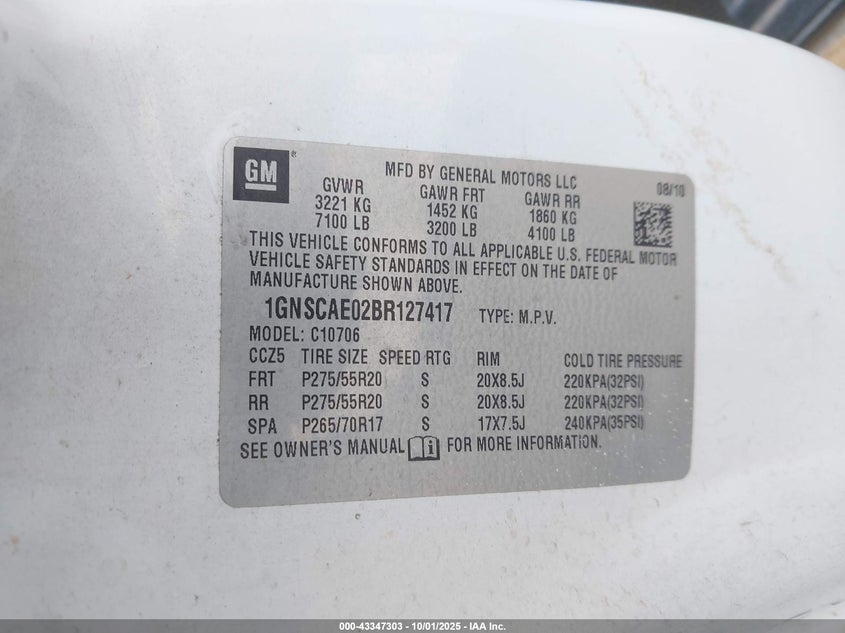 GM
MFD BY GENERAL MOTORS LLC
08/10
GVWR GAWR FRT GAWR RR
3221 KG 1452 KG 1860 KG
7100 LB 3200 LB 4100 LB
THIS VEHICLE CONFORMS TO ALL APPLICABLE U.S. FEDERAL MOTOR
VEHICLE SAFETY STANDARDS IN EFFECT ON THE DATE OF
MANUFACTURE SHOWN ABOVE.
1GNSCAE02BR127417 TYPE: M.P.V.
MODEL: C10706
CCZ5 TIRE SIZE SPEED RTG RIM COLD TIRE PRESSURE
FRT P275/55R20 S 20X8.5J 220KPA(32PSI)
RR P275/55R20 S 20X8.5J 220KPA(32PSI)
SPA P265/70R17 S 17X7.5J 240KPA(35PSI)
SEE OWNER'S MANUAL FOR MORE INFORMATION.
000-43347303 - 10/01/2025 - IAA Inc.